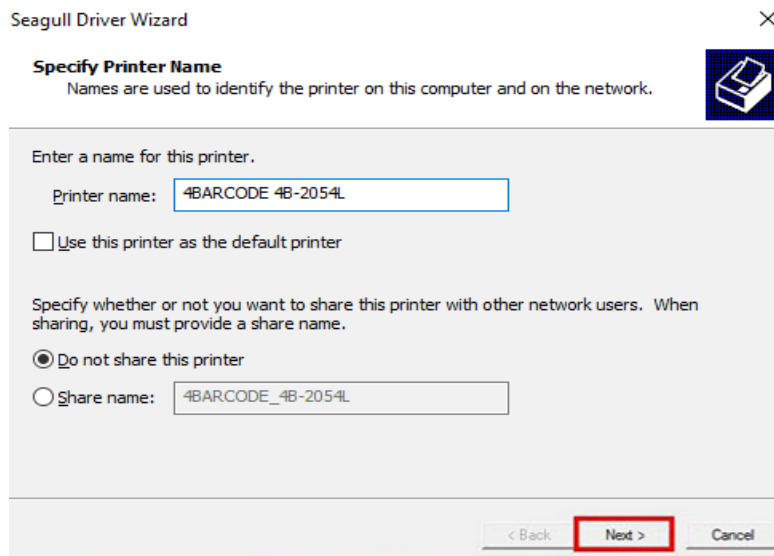 Seagull Driver Wizard
Specify Printer Name
Names are used to identify the printer on this computer and on the network.
Enter a name for this printer.
Printer name: 4BARCODE 4B-2054L
Use this printer as the default printer
Specify whether or not you want to share this printer with other network users. When
sharing, you must provide a share name.
Do not share this printer
Share name: 4BARCODE_4B-2054L
< Back Next > Cancel